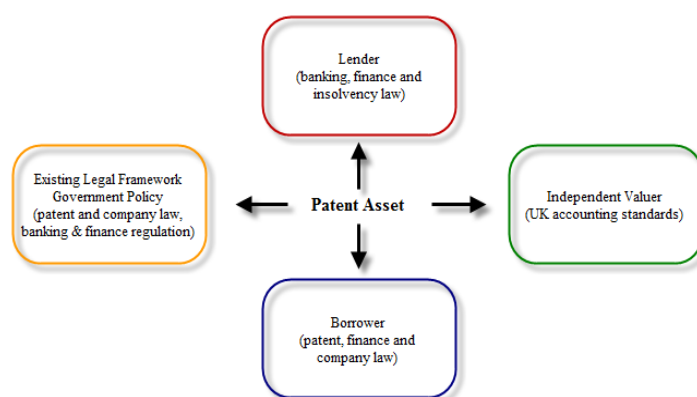 Lender
(banking, finance and
insolvency law)
Existing Legal Framework
Government Policy
(patent and company law,
banking & finance regulation)
Patent Asset
Independent Valuer
(UK accounting standards)
Borrower
(patent, finance and
company law)